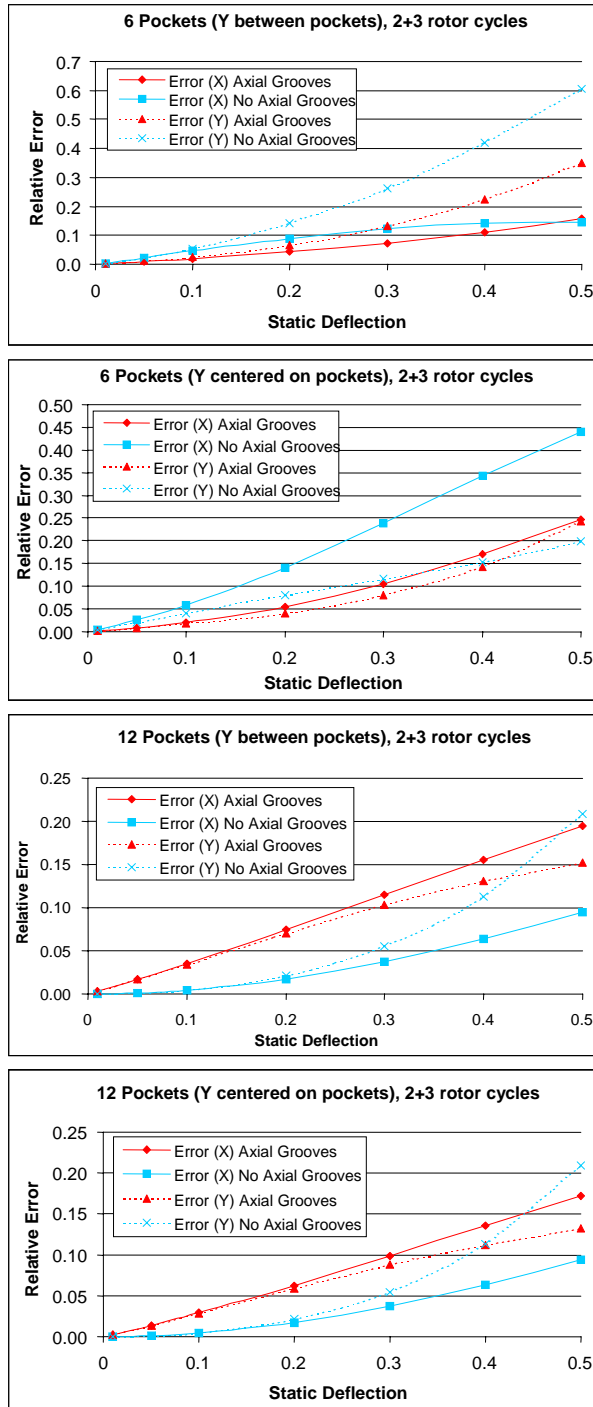 6 Pockets (Y between pockets), 2+3 rotor cycles
0.7
0.6
0.5
0.4
0.3
0.2
0.1
0.0
Relative Error
Error (X) Axial Grooves
Error (X) No Axial Grooves
Error (Y) Axial Grooves
Error (Y) No Axial Grooves
0 0.1 0.2 0.3 0.4 0.5
Static Deflection
6 Pockets (Y centered on pockets), 2+3 rotor cycles
0.50
0.45
0.40
0.35
0.30
0.25
0.20
0.15
0.10
0.05
0.00
Relative Error
Error (X) Axial Grooves
Error (X) No Axial Grooves
Error (Y) Axial Grooves
Error (Y) No Axial Grooves
0 0.1 0.2 0.3 0.4 0.5
Static Deflection
12 Pockets (Y between pockets), 2+3 rotor cycles
0.25
0.20
0.15
0.10
0.05
0.00
Relative Error
Error (X) Axial Grooves
Error (X) No Axial Grooves
Error (Y) Axial Grooves
Error (Y) No Axial Grooves
0 0.1 0.2 0.3 0.4 0.5
Static Deflection
12 Pockets (Y centered on pockets), 2+3 rotor cycles
0.25
0.20
0.15
0.10
0.05
0.00
Relative Error
Error (X) Axial Grooves
Error (X) No Axial Grooves
Error (Y) Axial Grooves
Error (Y) No Axial Grooves
0 0.1 0.2 0.3 0.4 0.5
Static Deflection